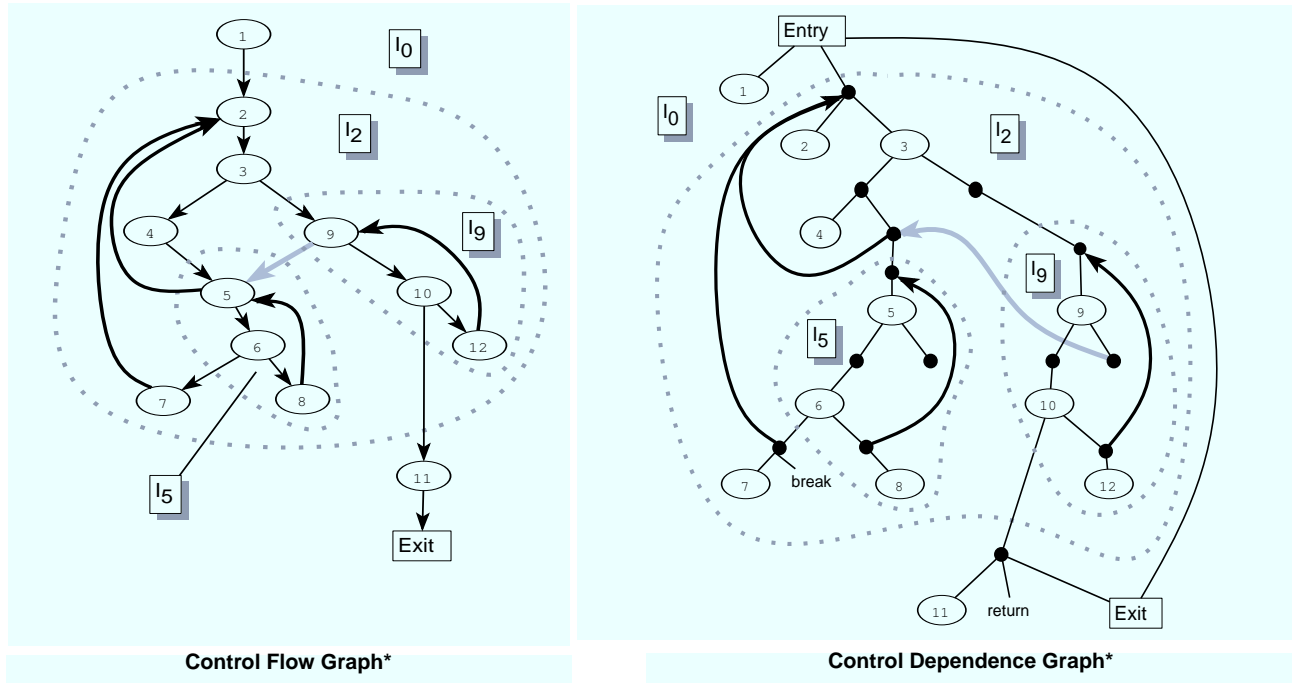 1
I0
2
I2
3
4
9
I9
5
10
6
12
7
8
I5
11
Exit
Control Flow Graph*
Entry
1
I0
2
3
I2
4
I9
5
9
I5
6
10
7
break
8
12
11
return
Exit
Control Dependence Graph*